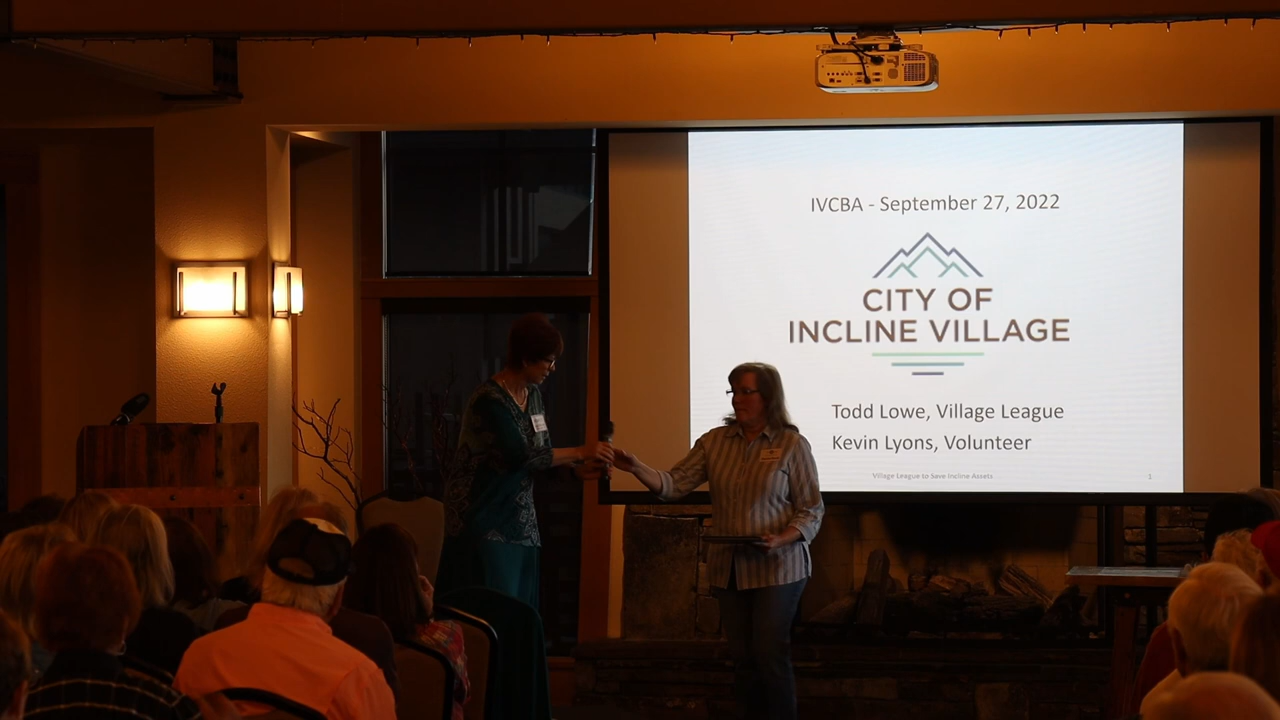 IVCBA - September 27, 2022
CITY OF
INCLINE VILLAGE
Todd Lowe, Village League
Kevin Lyons, Volunteer
Village League to Save Incline Assets
1